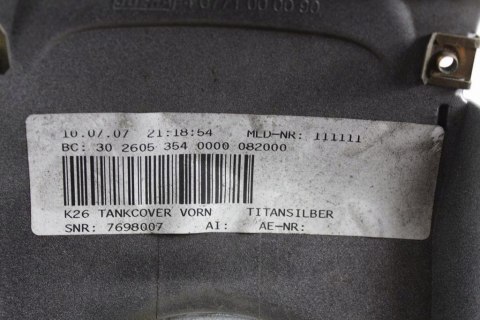 10.07.07 21:18:54 MLD-NR: 111111
BC: 30 2605 354 0000 082000
K26 TANKCOVER VORN TITANSILBER
SNR: 7698007 AI: AE-NR: